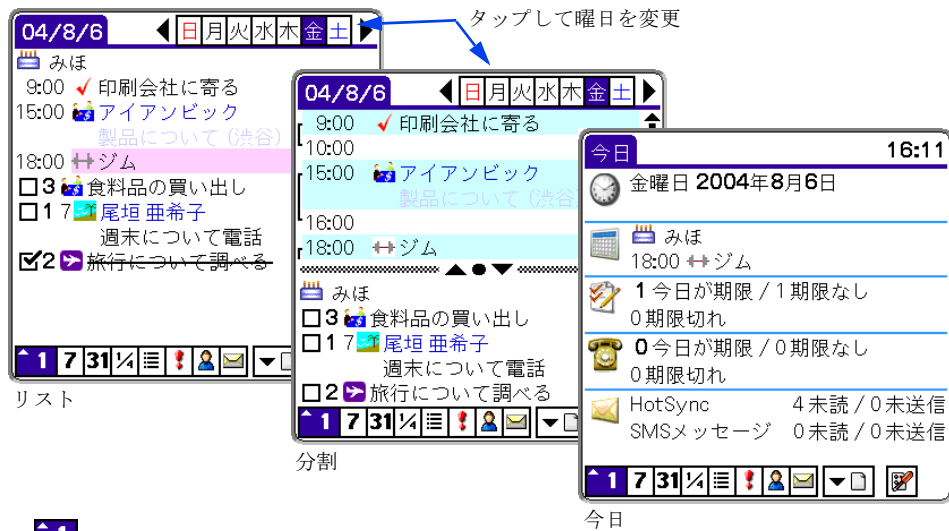 タップして曜日を変更
04/8/6 日 月 火 水 木 金 土
みほ
9:00 印刷会社に寄る
15:00 アイアンビック
製品について (渋谷)
18:00 ジム
3 食料品の買い出し
1 7 尾垣 亜希子
週末について電話
2 旅行について調べる
1 7 31 1/4
リスト
04/8/6 日 月 火 水 木 金 土
9:00 印刷会社に寄る
10:00
15:00 アイアンビック
製品について (渋谷
16:00
18:00 ジム
みほ
3 食料品の買い出し
1 7 尾垣 亜希子
週末について電話
2 旅行について調べる
1 7 31 1/4
分割
今日 16:11
金曜日 2004年8月6日
みほ
18:00 ジム
1 今日が期限 / 1 期限なし
0 期限切れ
0 今日が期限 / 0 期限なし
0 期限切れ
HotSync 4 未読 / 0 未送信
SMSメッセージ 0 未読 / 0 未送信
1 7 31 1/4
今日